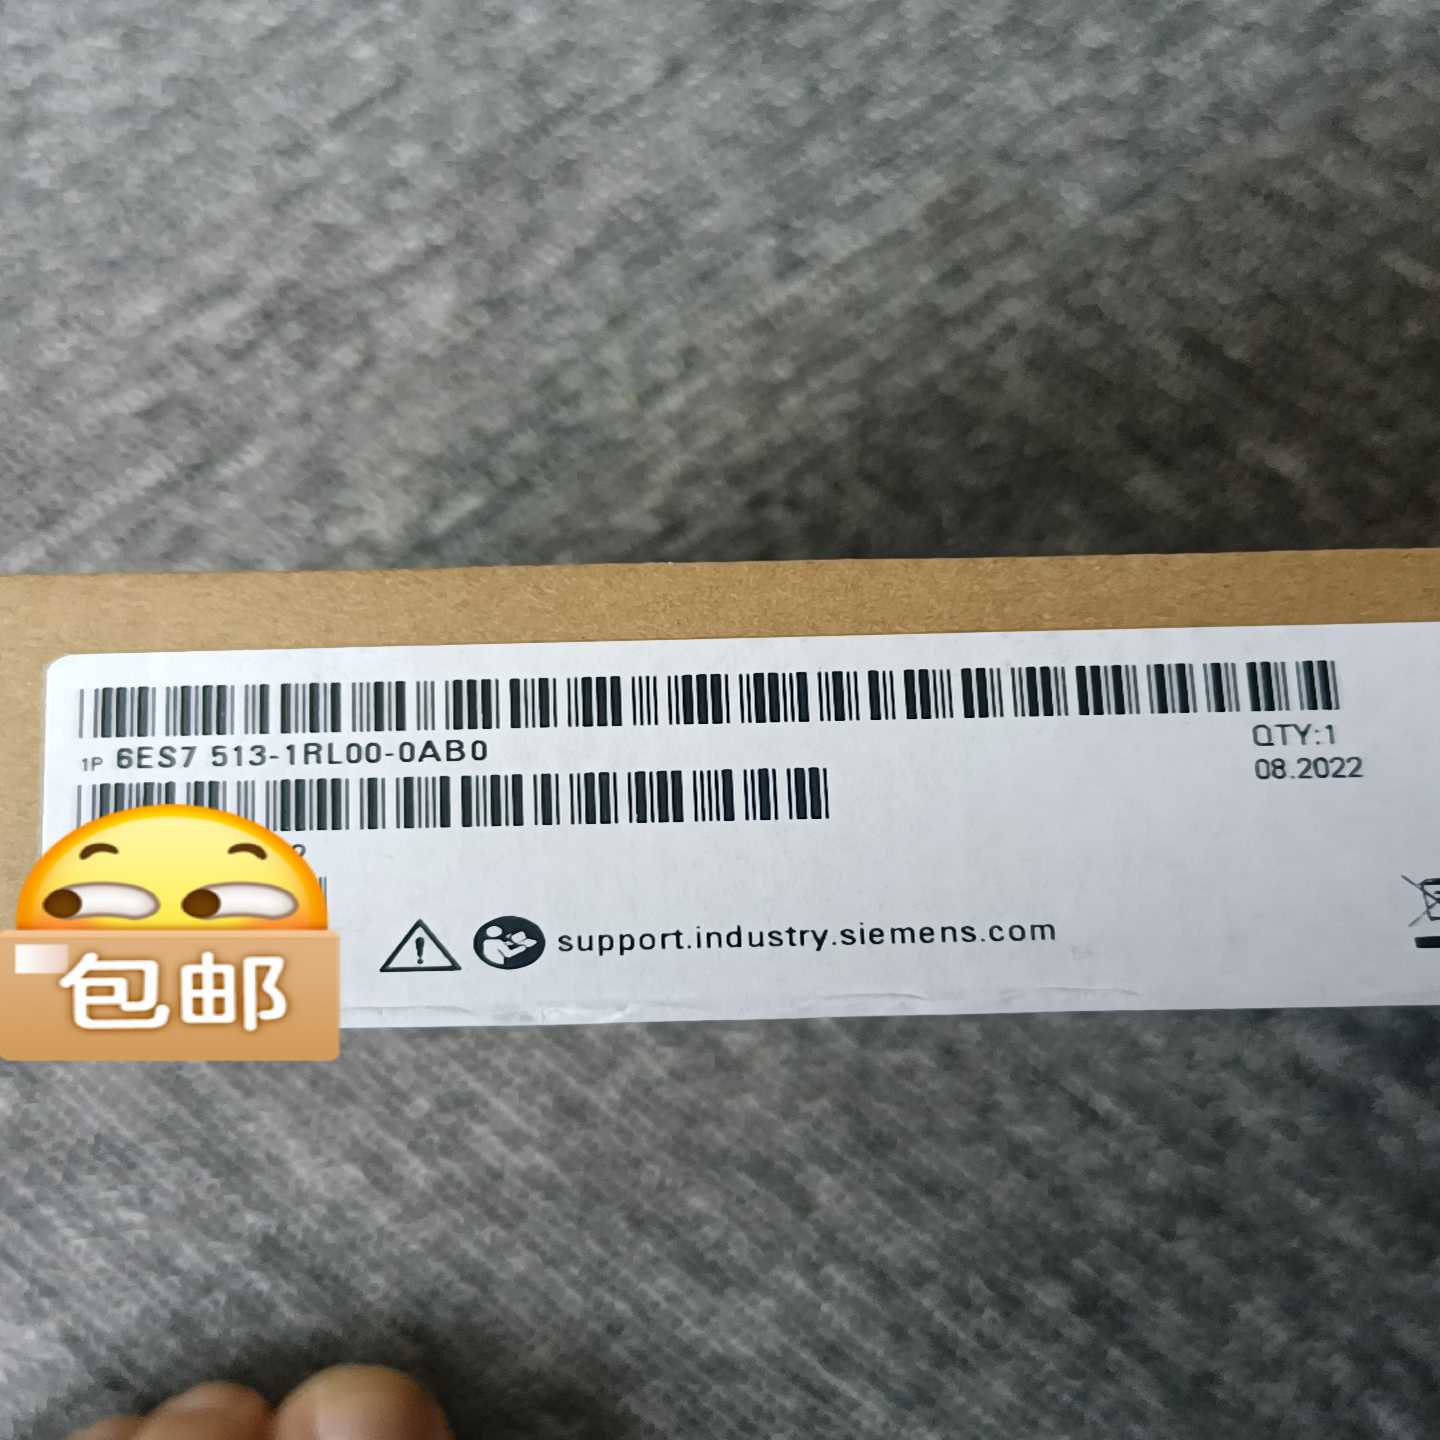 1P 6ES7 513-1RL00-0AB0
QTY:1
08.2022
support.industry.siemens.com
包邮